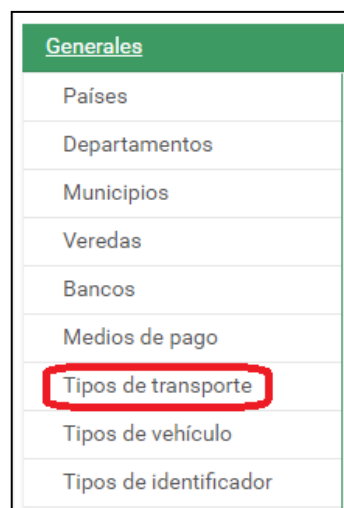 Generales
Países
Departamentos
Municipios
Veredas
Bancos
Medios de pago
Tipos de transporte
Tipos de vehículo
Tipos de identificador